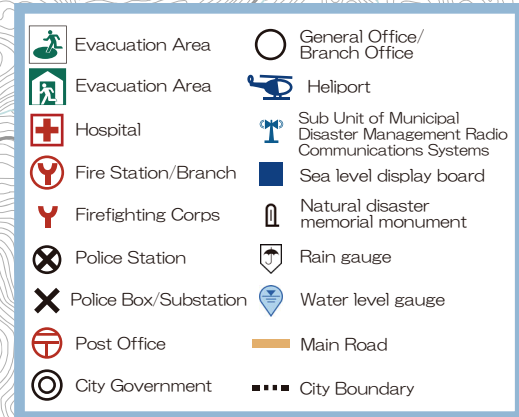 Evacuation Area
Evacuation Area
Hospital
Fire Station/Branch
Firefighting Corps
Police Station
Police Box/Substation
Post Office
City Government
General Office/
Branch Office
Heliport
Sub Unit of Municipal
Disaster Management Radio
Communications Systems
Sea level display board
Natural disaster
memorial monument
Rain gauge
Water level gauge
Main Road
City Boundary